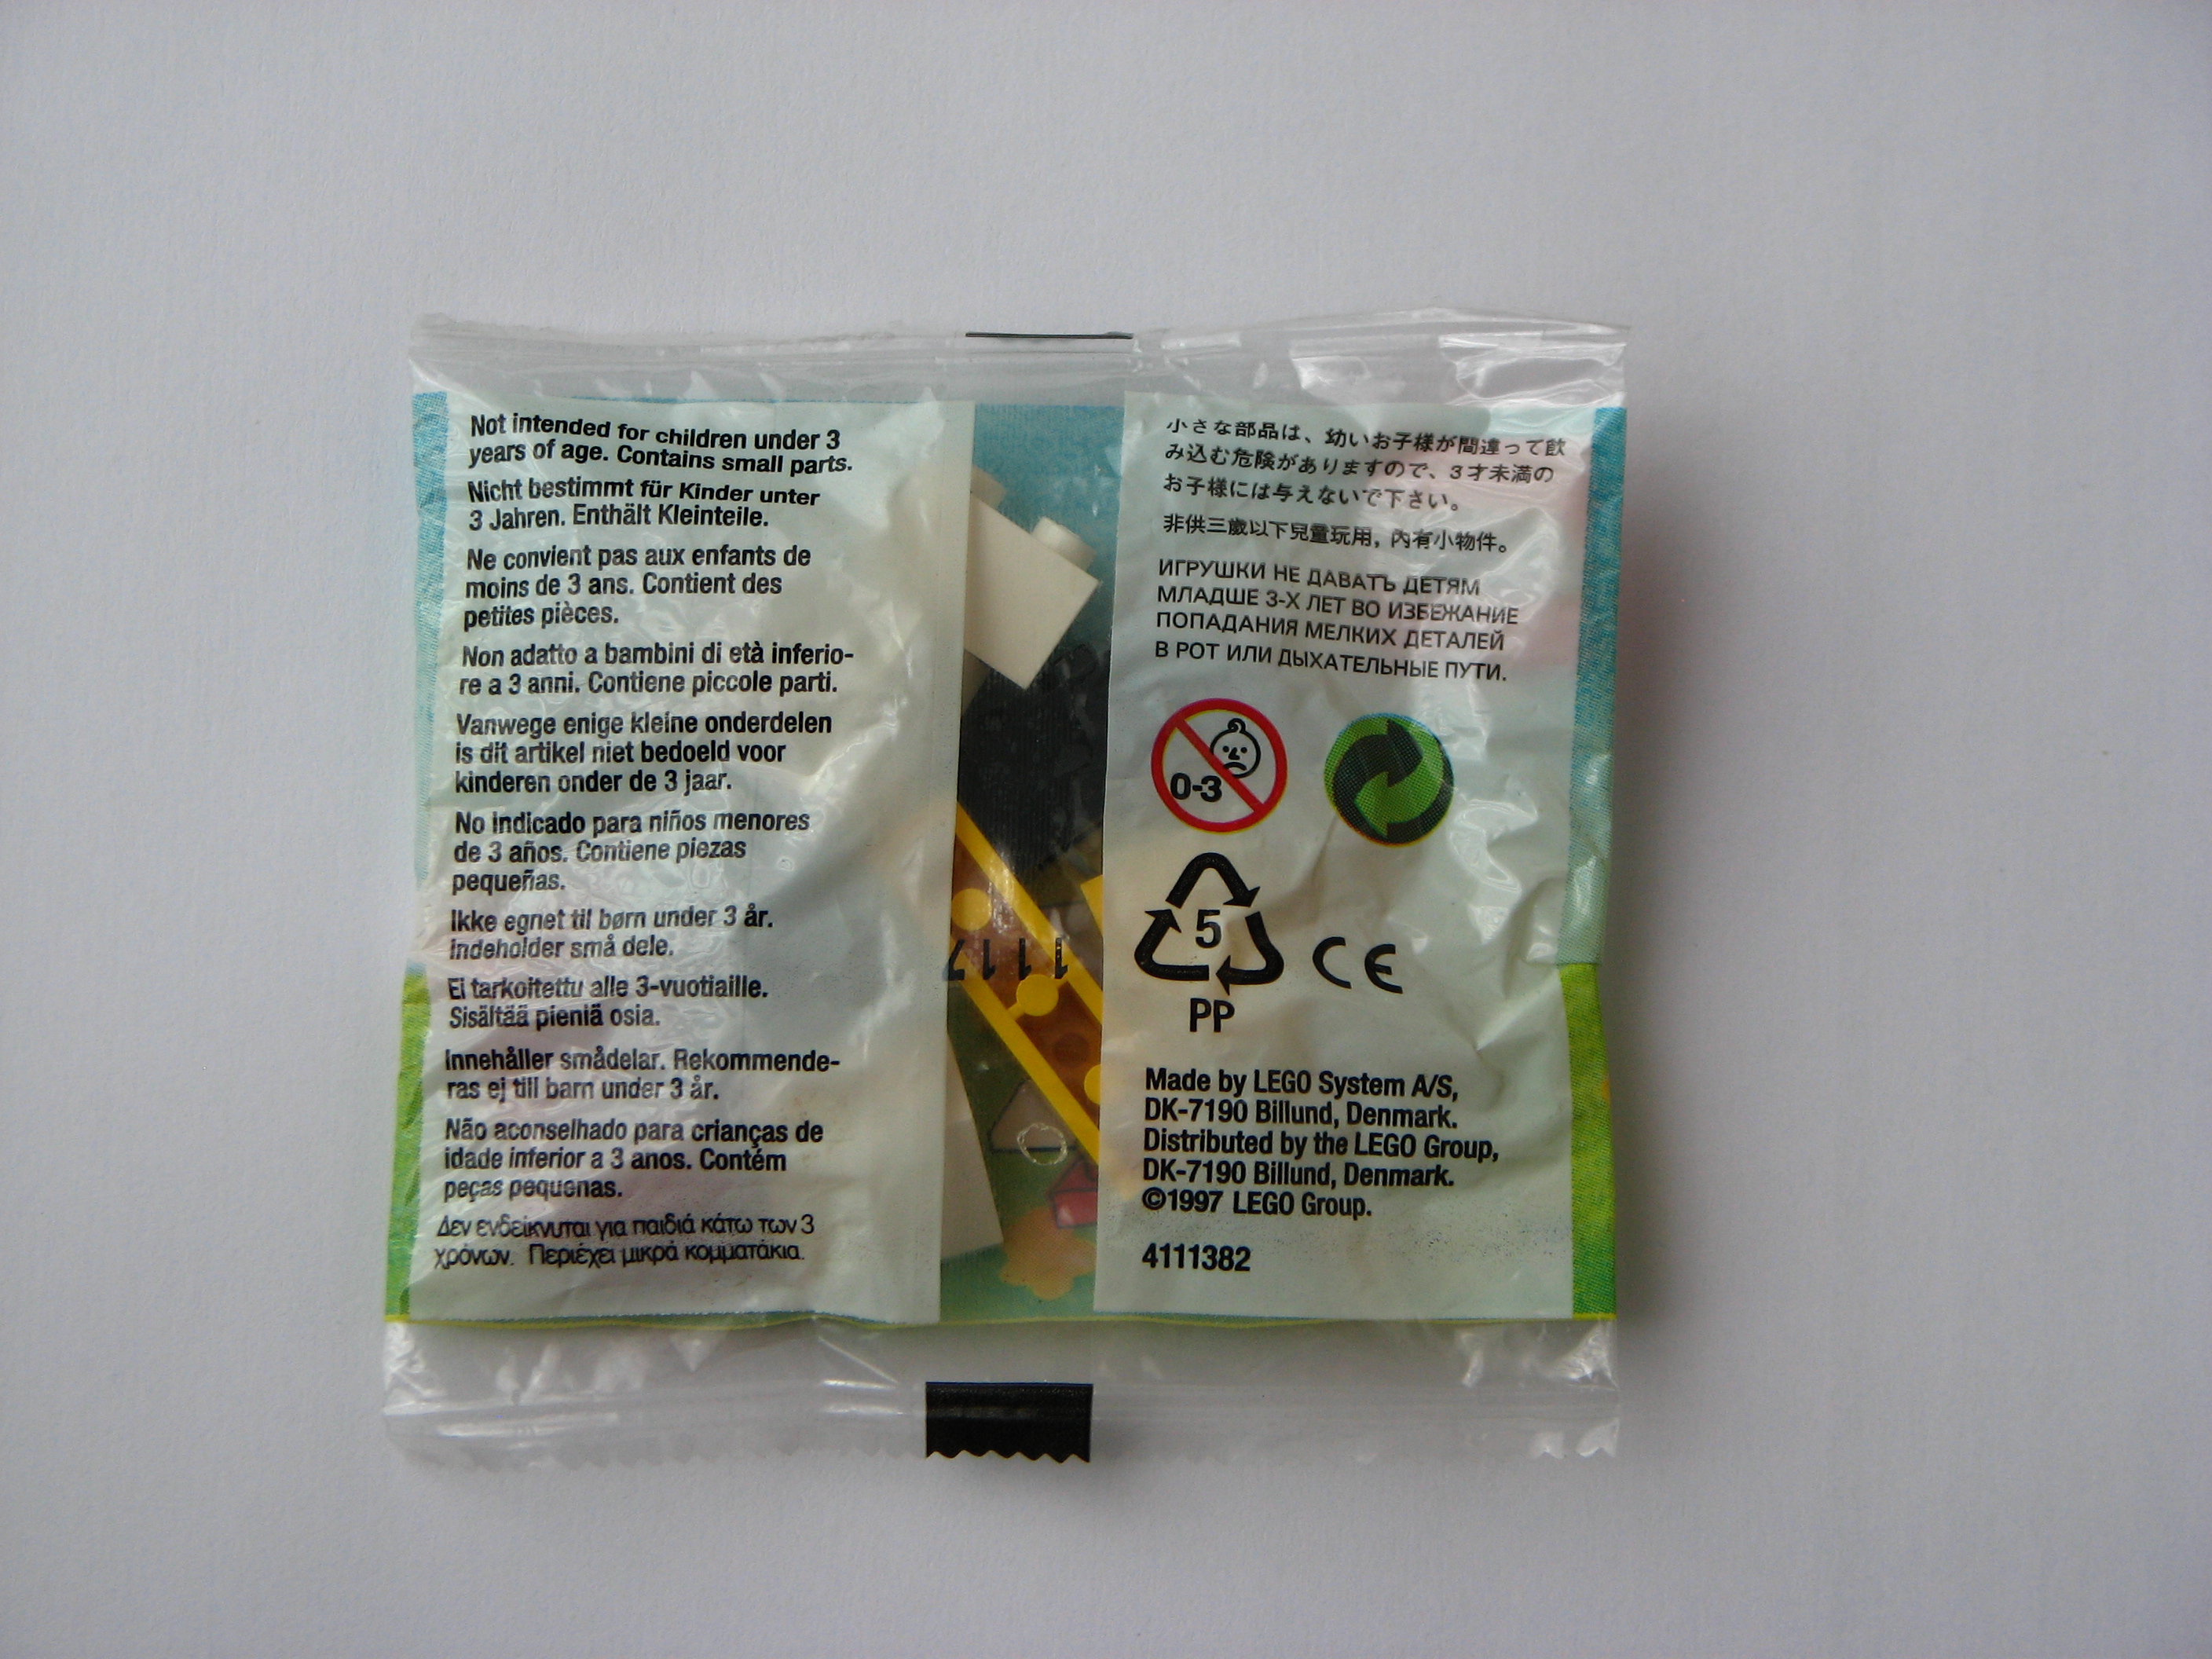 Not intended for children under 3
years of age. Contains small parts.
Nicht bestimmt für Kinder unter
3 Jahren. Enthält Kleinteile.
Ne convient pas aux enfants de
moins de 3 ans. Contient des
petites pièces.
Non adatto a bambini di età inferio-
re a 3 anni. Contiene piccole parti.
Vanwege enige kleine onderdelen
is dit artikel niet bedoeld voor
kinderen onder de 3 jaar.
No indicado para niños menores
de 3 años. Contiene piezas
pequeñas.
Ikke egnet til børn under 3 år.
Indeholder små dele.
Ei tarkoitettu alle 3-vuotiaille.
Sisältää pieniä osia.
Innehåller smådelar. Rekommende-
ras ej till barn under 3 år.
Não aconselhado para crianças de
idade inferior a 3 anos. Contém
peças pequenas.
Δεν ενδείκνυται για παιδιά κάτω των 3
χρόνων. Περιέχει μικρά κομματάκια.
1117
小さな部品は、幼いお子様が間違って飲
み込む危険がありますので、3才未満の
お子様には与えないで下さい。
非供三歲以下兒童玩用，內有小物件。
ИГРУШКИ НЕ ДАВАТЬ ДЕТЯМ
МЛАДШЕ 3-Х ЛЕТ ВО ИЗБЕЖАНИЕ
ПОПАДАНИЯ МЕЛКИХ ДЕТАЛЕЙ
В РОТ ИЛИ ДЫХАТЕЛЬНЫЕ ПУТИ.
0-3
5
PP
CE
Made by LEGO System A/S,
DK-7190 Billund, Denmark.
Distributed by the LEGO Group,
DK-7190 Billund, Denmark.
©1997 LEGO Group.
4111382